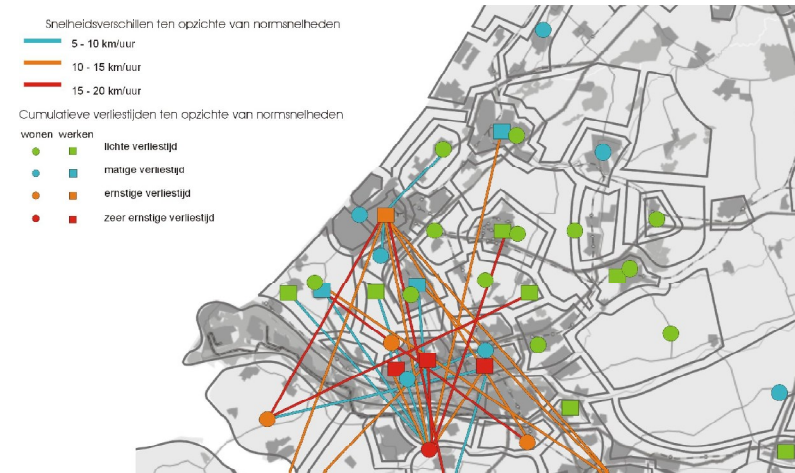 Snelheidsverschillen ten opzichte van normsnelheden
5 - 10 km/uur
10 - 15 km/uur
15 - 20 km/uur
Cumulatieve verliestijden ten opzichte van normsnelheden
wonen werken
lichte verliestijd
matige verliestijd
ernstige verliestijd
zeer ernstige verliestijd